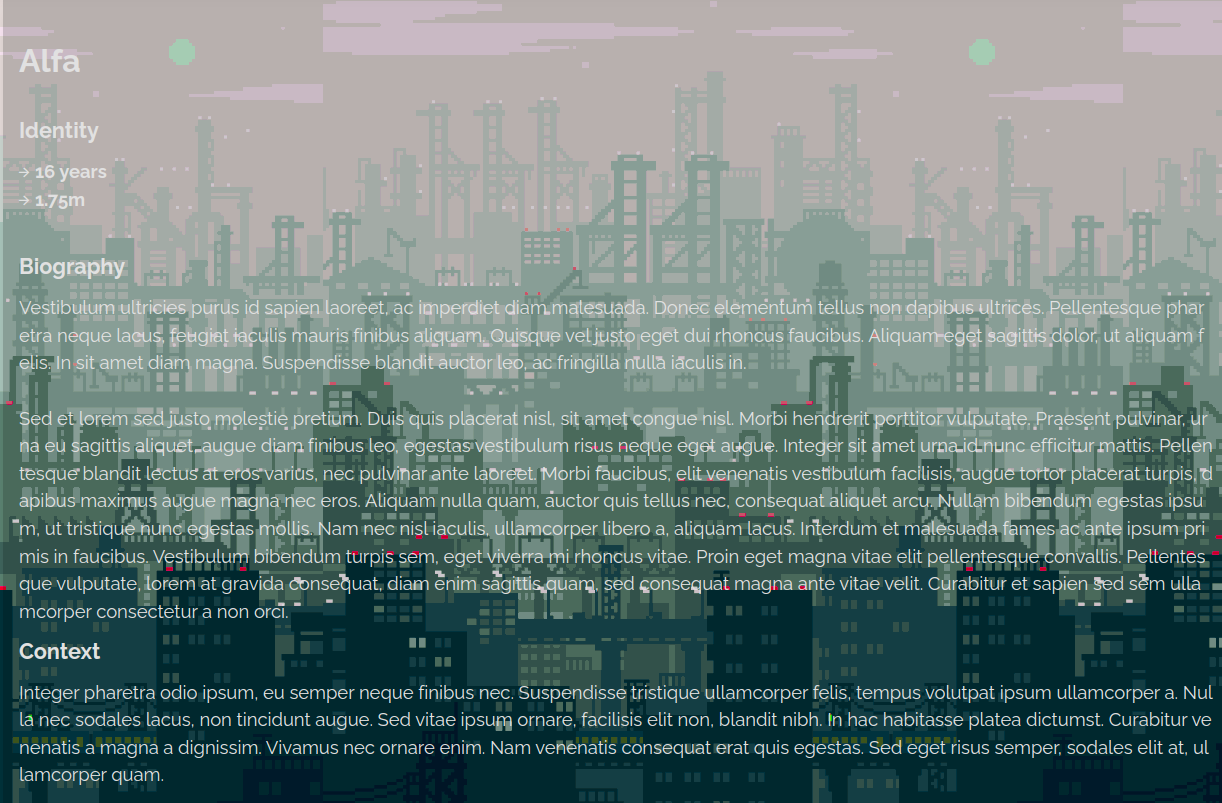 Alfa
Identity
→ 16 years
→ 1.75m
Biography
Vestibulum ultricies purus id sapien laoreet, ac imperdiet diam malesuada. Donec elementum tellus non dapibus ultrices. Pellentesque phar
etra neque lacus, feugiat iaculis mauris finibus aliquam. Quisque vel justo eget dui rhoncus faucibus. Aliquam eget sagittis dolor, ut aliquam f
elis. In sit amet diam magna. Suspendisse blandit auctor leo, ac fringilla nulla iaculis in.
Sed et lorem sed justo molestie pretium. Duis quis placerat nisl, sit amet congue nisl. Morbi hendrerit porttitor vulputate. Praesent pulvinar, ur
na eu sagittis aliquet, augue diam finibus leo, egestas vestibulum risus neque eget augue. Integer sit amet urna id nunc efficitur mattis. Pellen
tesque blandit lectus at eros varius, nec pulvinar ante laoreet. Morbi faucibus, elit venenatis vestibulum facilisis, augue tortor placerat turpis, d
apibus maximus augue magna nec eros. Aliquam nulla quam, auctor quis tellus nec, consequat aliquet arcu. Nullam bibendum egestas ipsu
m, ut tristique nunc egestas mollis. Nam nec nisl iaculis, ullamcorper libero a, aliquam lacus. Interdum et malesuada fames ac ante ipsum pri
mis in faucibus. Vestibulum bibendum turpis sem, eget viverra mi rhoncus vitae. Proin eget magna vitae elit pellentesque convallis. Pellentes
que vulputate, lorem at gravida consequat, diam enim sagittis quam, sed consequat magna ante vitae velit. Curabitur et sapien sed sem ulla
mcorper consectetur a non orci.
Context
Integer pharetra odio ipsum, eu semper neque finibus nec. Suspendisse tristique ullamcorper felis, tempus volutpat ipsum ullamcorper a. Nul
la nec sodales lacus, non tincidunt augue. Sed vitae ipsum ornare, facilisis elit non, blandit nibh. In hac habitasse platea dictumst. Curabitur ve
nenatis a magna a dignissim. Vivamus nec ornare enim. Nam venenatis consequat erat quis egestas. Sed eget risus semper, sodales elit at, ul
lamcorper quam.